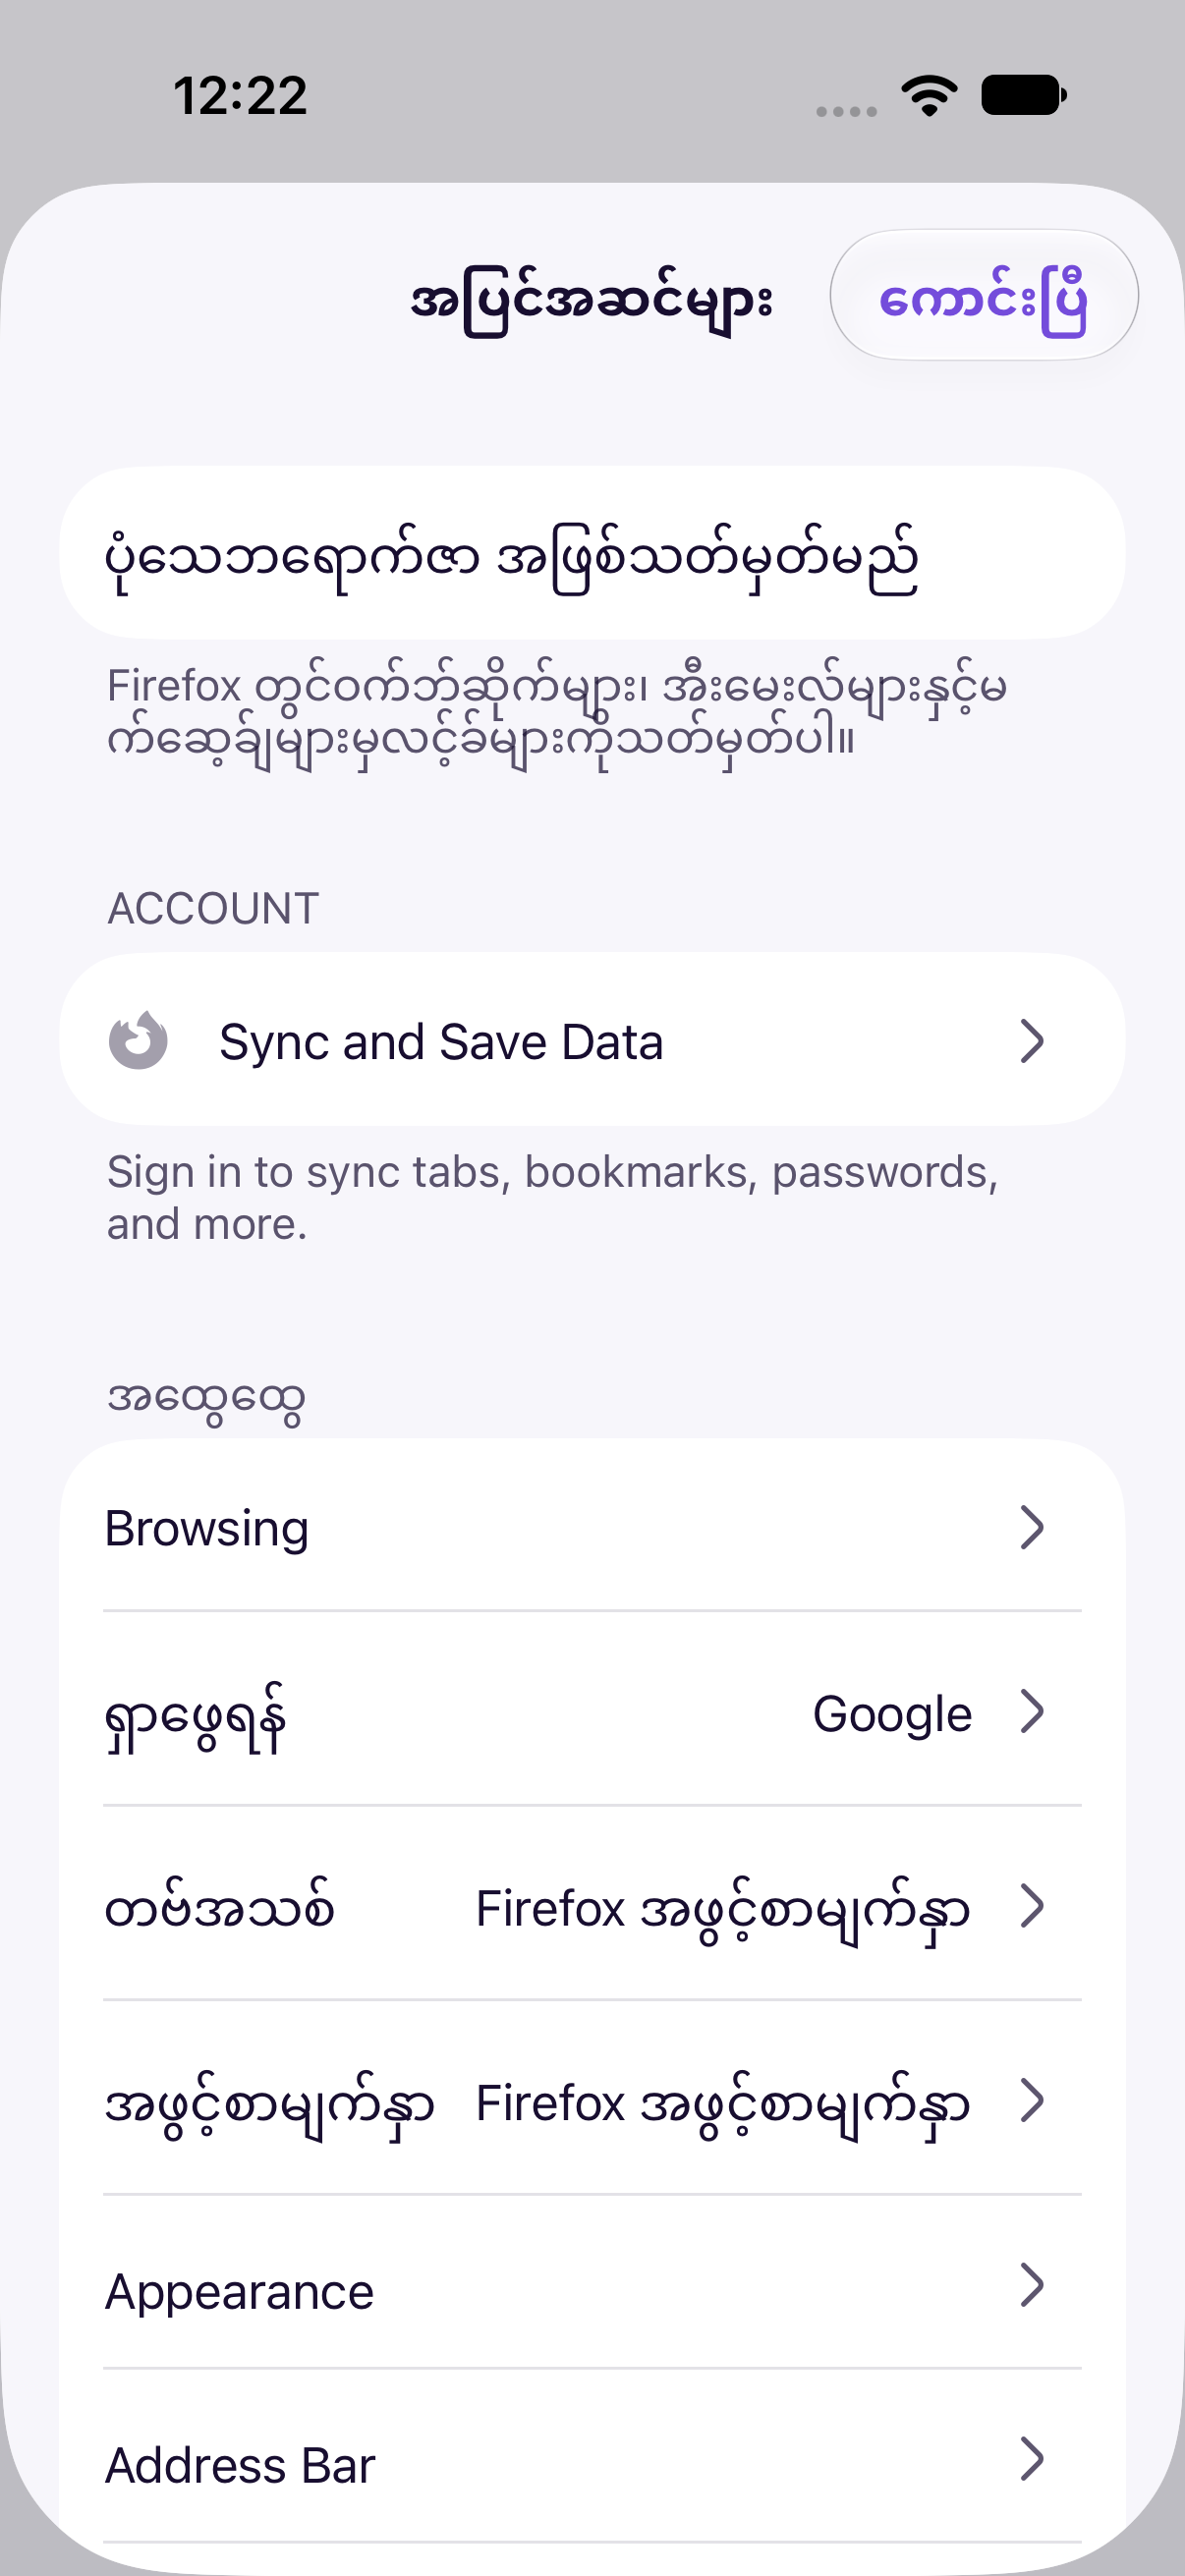 12:22
အပြင်အဆင်များ
ကောင်းပြီ
ပုံသေဘရောက်ဇာ အဖြစ်သတ်မှတ်မည်
Firefox တွင်ဝက်ဘ်ဆိုက်များ၊ အီးမေးလ်များနှင့်မ
က်ဆေ့ခ်ျများမှလင့်ခ်များကိုသတ်မှတ်ပါ။
ACCOUNT
Sync and Save Data
Sign in to sync tabs, bookmarks, passwords,
and more.
အထွေထွေ
Browsing
ရှာဖွေရန် Google
တဗ်အသစ် Firefox အဖွင့်စာမျက်နှာ
အဖွင့်စာမျက်နှာ Firefox အဖွင့်စာမျက်နှာ
Appearance
Address Bar